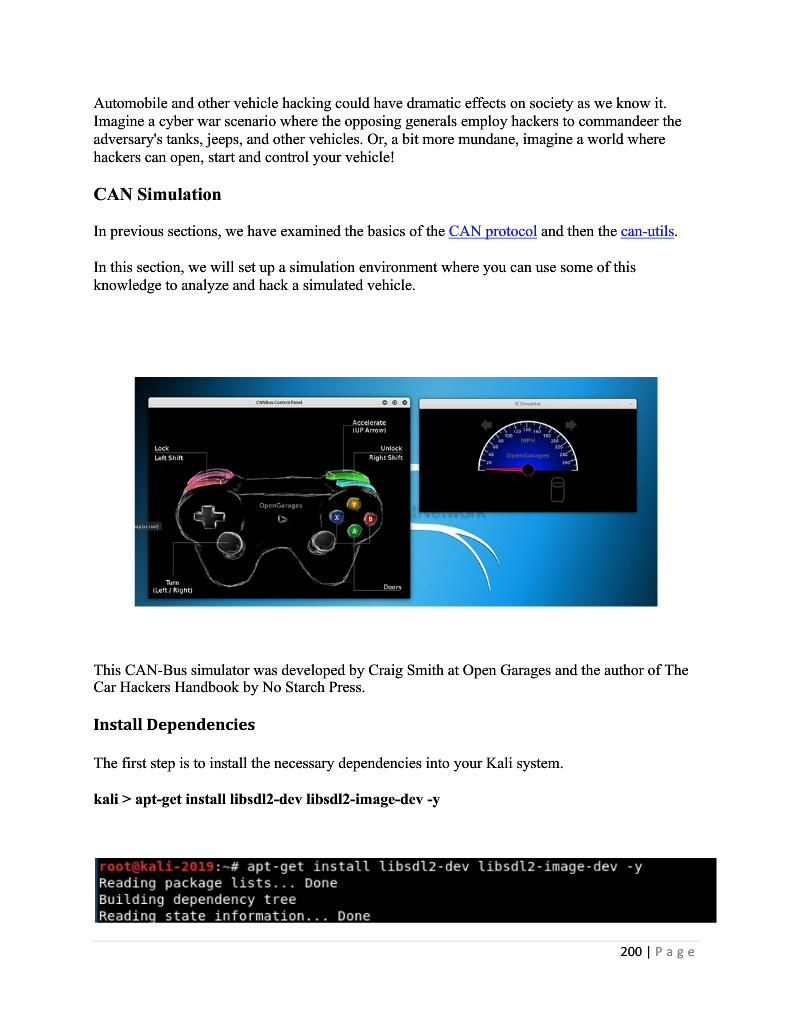 Automobile and other vehicle hacking could have dramatic effects on society as we know it.
Imagine a cyber war scenario where the opposing generals employ hackers to commandeer the
adversary's tanks, jeeps, and other vehicles. Or, a bit more mundane, imagine a world where
hackers can open, start and control your vehicle!
CAN Simulation
In previous sections, we have examined the basics of the CAN protocol and then the can-utils.
In this section, we will set up a simulation environment where you can use some of this
knowledge to analyze and hack a simulated vehicle.
CANBus Control Panel
IC Simulator
Accelerate
(UP Arrow)
Lock
Left Shift
Unlock
Right Shift
OpenGarages
Y
X
B
A
Turn
(Left / Right)
Doors
MPH
OpenGarages
This CAN-Bus simulator was developed by Craig Smith at Open Garages and the author of The
Car Hackers Handbook by No Starch Press.
Install Dependencies
The first step is to install the necessary dependencies into your Kali system.
kali > apt-get install libsdl2-dev libsdl2-image-dev -y
root@kali-2019:~# apt-get install libsdl2-dev libsdl2-image-dev -y
Reading package lists... Done
Building dependency tree
Reading state information... Done
200 | Page